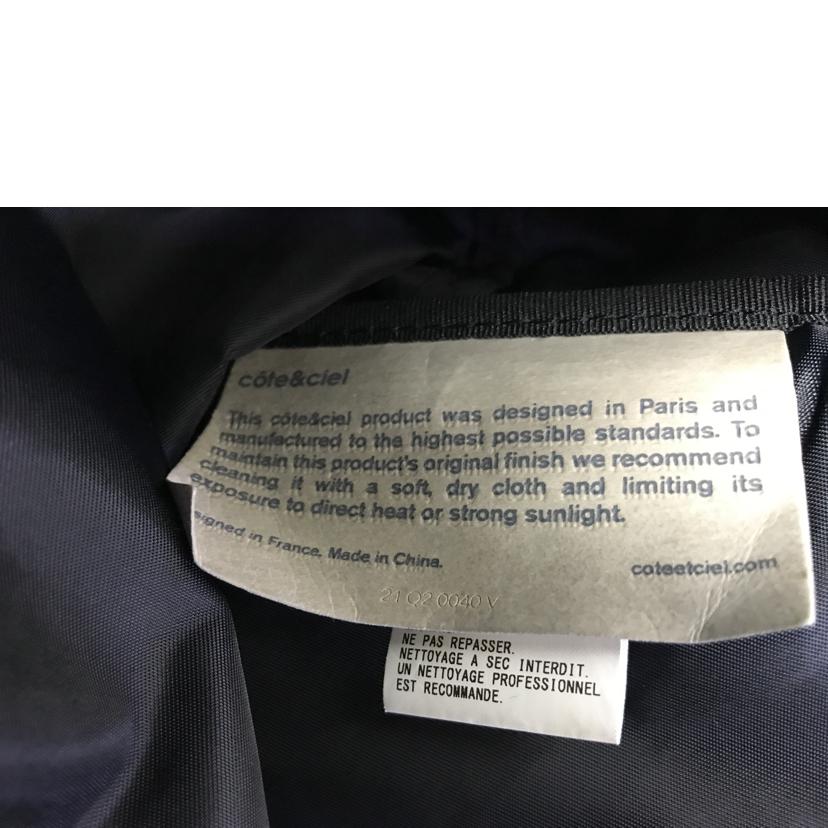 côte&ciel
This côte&ciel product was designed in Paris and
manufactured to the highest possible standards. To
maintain this product's original finish we recommend
cleaning it with a soft, dry cloth and limiting its
exposure to direct heat or strong sunlight.
signed in France. Made in China.
coteetciel.com
21 Q2 0040 V
NE PAS REPASSER.
NETTOYAGE A SEC INTERDIT.
UN NETTOYAGE PROFESSIONNEL
EST RECOMMANDE.